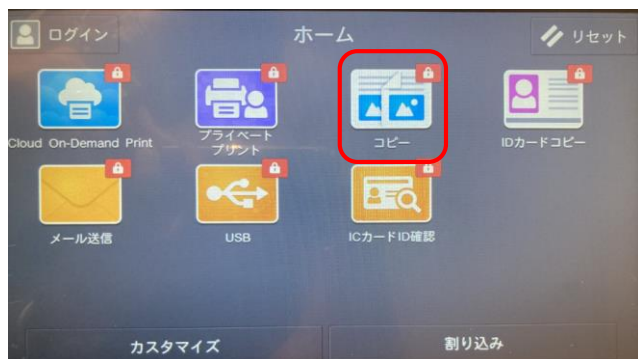 ログイン
ホーム
リセット
Cloud On-Demand Print
プライベート
プリント
コピー
IDカードコピー
メール送信
USB
ICカードID確認
カスタマイズ
割り込み